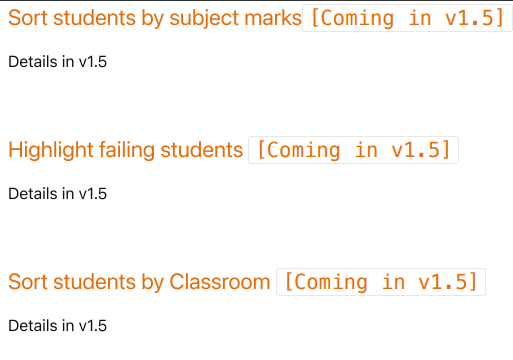 Sort students by subject marks [Coming in v1.5]
Details in v1.5
Highlight failing students [Coming in v1.5]
Details in v1.5
Sort students by Classroom [Coming in v1.5]
Details in v1.5